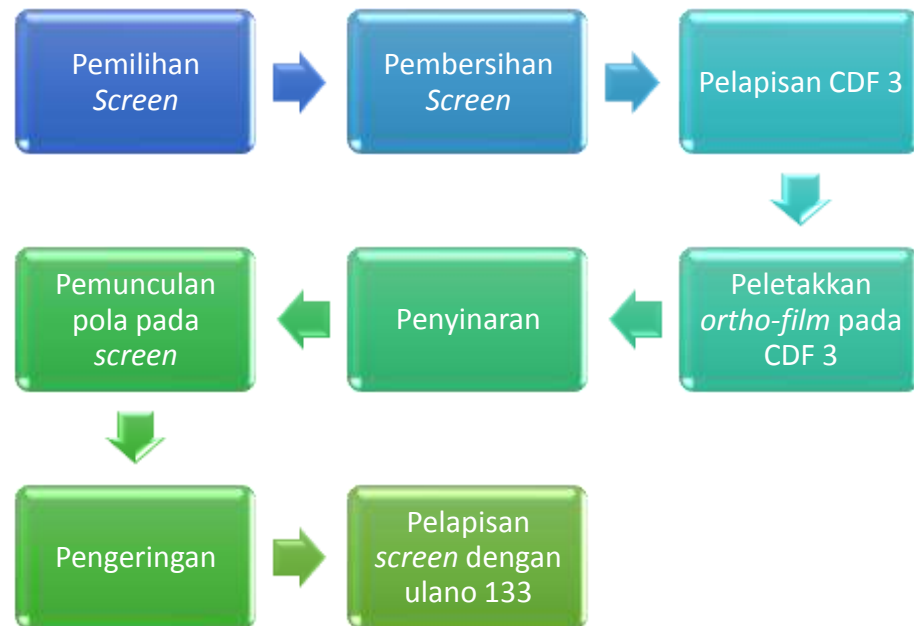 Pemilihan
Screen
Pembersihan
Screen
Pelapisan CDF 3
Peletakkan
ortho-film pada
CDF 3
Penyinaran
Pemunculan
pola pada
screen
Pengeringan
Pelapisan
screen dengan
ulano 133